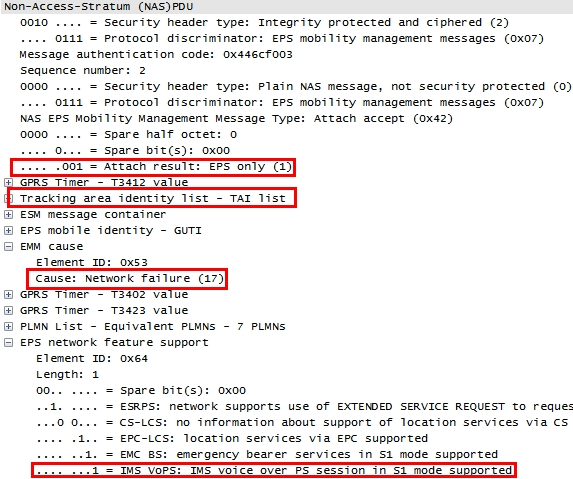 Non-Access-Stratum (NAS)PDU
0010 .... = Security header type: Integrity protected and ciphered (2)
.... 0111 = Protocol discriminator: EPS mobility management messages (0x07)
Message authentication code: 0x446cf003
Sequence number: 2
0000 .... = Security header type: Plain NAS message, not security protected (0)
.... 0111 = Protocol discriminator: EPS mobility management messages (0x07)
NAS EPS Mobility Management Message Type: Attach accept (0x42)
0000 .... = Spare half octet: 0
.... 0... = Spare bit(s): 0x00
.... .001 = Attach result: EPS only (1)
GPRS Timer - T3412 value
Tracking area identity list - TAI list
ESM message container
EPS mobile identity - GUTI
EMM cause
Element ID: 0x53
Cause: Network failure (17)
GPRS Timer - T3402 value
GPRS Timer - T3423 value
PLMN List - Equivalent PLMNs - 7 PLMNs
EPS network feature support
Element ID: 0x64
Length: 1
00.. .... = Spare bit(s): 0x00
..1. .... = ESRPS: network supports use of EXTENDED SERVICE REQUEST to reques
...0 0... = CS-LCS: no information about support of location services via CS
.... .1.. = EPC-LCS: location services via EPC supported
.... ..1. = EMC BS: emergency bearer services in S1 mode supported
.... ...1 = IMS VoPS: IMS voice over PS session in S1 mode supported